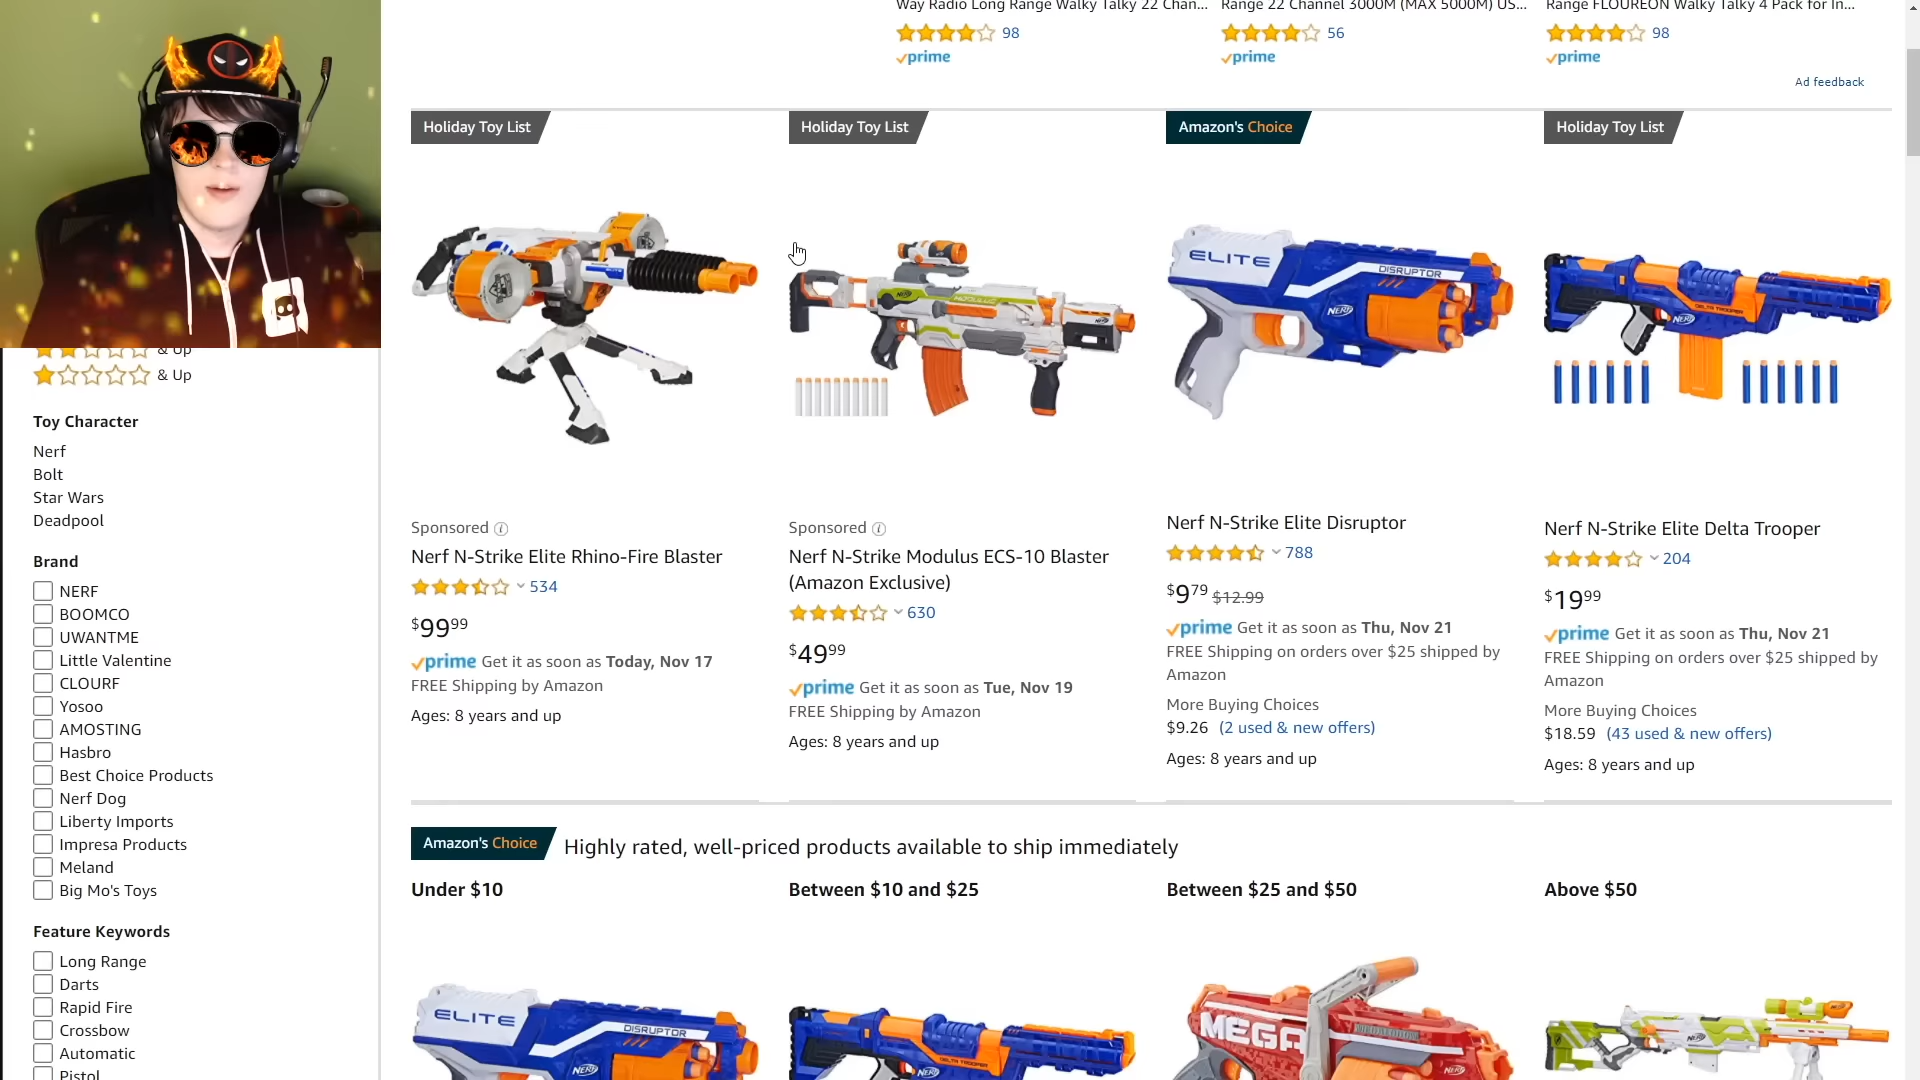 Way Radio Long Range Walky Talky 22 Chan...
98
prime
Range 22 Channel 3000M (MAX 5000M) US...
56
prime
Range FLOUREON Walky Talky 4 Pack for In...
98
prime
Ad feedback
& Up
& Up
Toy Character
Nerf
Bolt
Star Wars
Deadpool
Brand
NERF
BOOMCO
UWANTME
Little Valentine
CLOURF
Yosoo
AMOSTING
Hasbro
Best Choice Products
Nerf Dog
Liberty Imports
Impresa Products
Meland
Big Mo's Toys
Feature Keywords
Long Range
Darts
Rapid Fire
Crossbow
Automatic
Pistol
Holiday Toy List
Sponsored
Nerf N-Strike Elite Rhino-Fire Blaster
534
$99 99
prime Get it as soon as Today, Nov 17
FREE Shipping by Amazon
Ages: 8 years and up
Holiday Toy List
NERF
MODULUS
Sponsored
Nerf N-Strike Modulus ECS-10 Blaster
(Amazon Exclusive)
630
$49 99
prime Get it as soon as Tue, Nov 19
FREE Shipping by Amazon
Ages: 8 years and up
Amazon's Choice
ELITE
DISRUPTOR
NERF
Nerf N-Strike Elite Disruptor
788
$9 79 $12.99
prime Get it as soon as Thu, Nov 21
FREE Shipping on orders over $25 shipped by
Amazon
More Buying Choices
$9.26 (2 used & new offers)
Ages: 8 years and up
Holiday Toy List
DELTA TROOPER
NERF
Nerf N-Strike Elite Delta Trooper
204
$19 99
prime Get it as soon as Thu, Nov 21
FREE Shipping on orders over $25 shipped by
Amazon
More Buying Choices
$18.59 (43 used & new offers)
Ages: 8 years and up
Amazon's Choice Highly rated, well-priced products available to ship immediately
Under $10
Between $10 and $25
Between $25 and $50
Above $50
ELITE
DISRUPTOR
NERF
DELTA TROOPER
NERF
MEGA
NERF
NERF